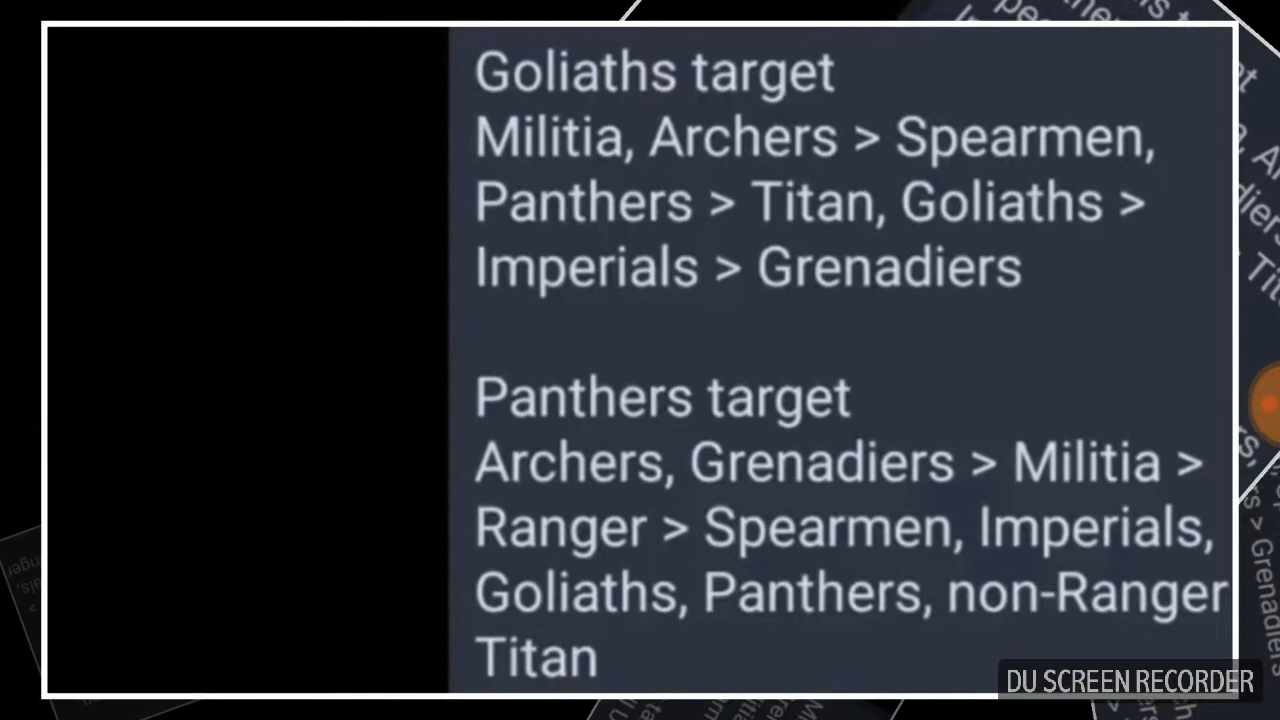 Goliaths target
Militia, Archers > Spearmen,
Panthers > Titan, Goliaths >
Imperials > Grenadiers
Panthers target
Archers, Grenadiers > Militia >
Ranger > Spearmen, Imperials,
Goliaths, Panthers, non-Ranger
Titan
DU SCREEN RECORDER